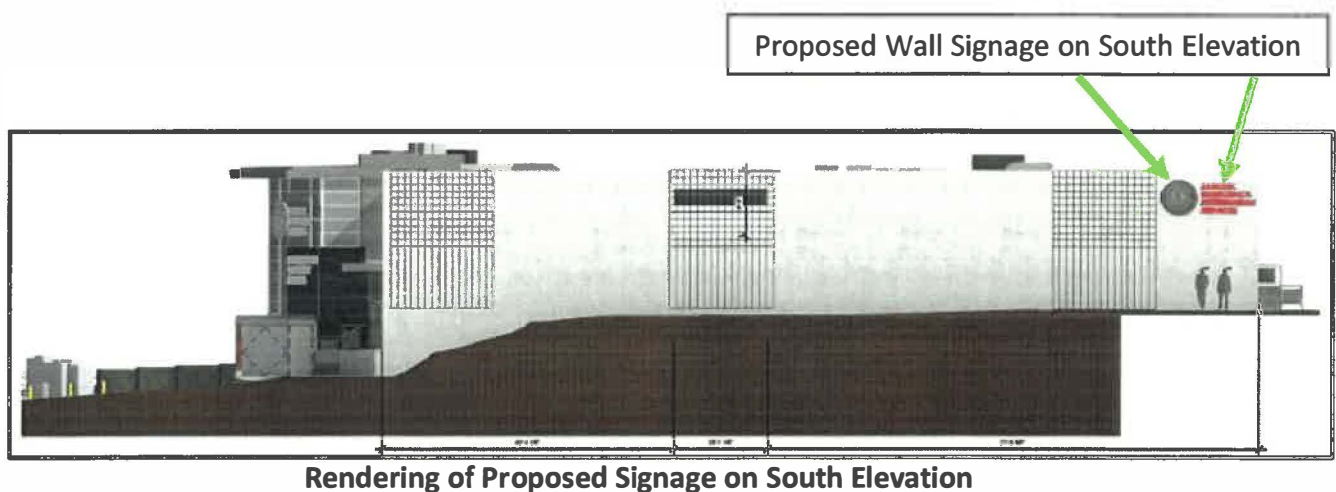 Proposed Wall Signage on South Elevation
Rendering of Proposed Signage on South Elevation